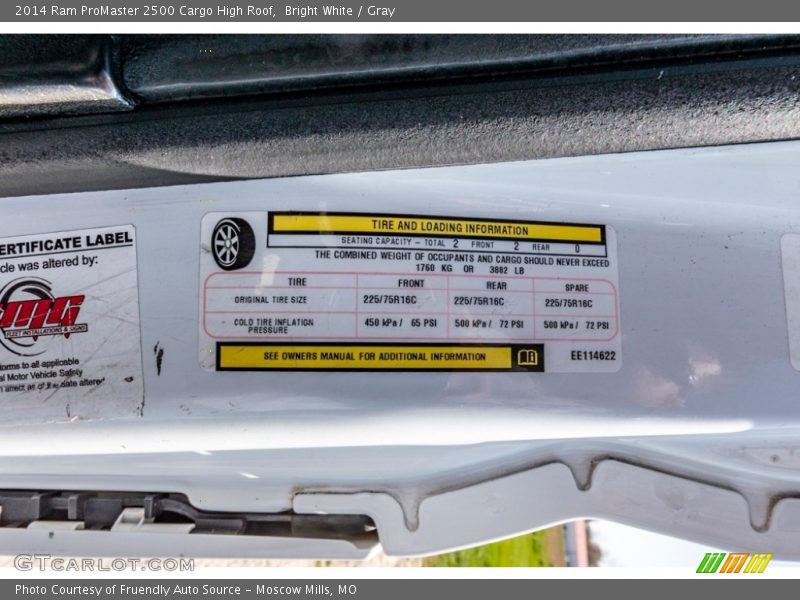 2014 Ram ProMaster 2500 Cargo High Roof, Bright White / Gray
ERTIFICATE LABEL
cle was altered by:
MG
FLEET INSTALLATIONS & SIGNS
forms to all applicable
al Motor Vehicle Safety
TIRE AND LOADING INFORMATION
SEATING CAPACITY - TOTAL 2 FRONT 2 REAR 0
THE COMBINED WEIGHT OF OCCUPANTS AND CARGO SHOULD NEVER EXCEED
1760 KG OR 3882 LB
TIRE FRONT REAR SPARE
ORIGINAL TIRE SIZE 225/75R16C 225/75R16C 225/75R16C
COLD TIRE INFLATION PRESSURE 450 kPa / 65 PSI 500 kPa / 72 PSI 500 kPa / 72 PSI
SEE OWNERS MANUAL FOR ADDITIONAL INFORMATION
EE114622
GTCARLOT.COM
Photo Courtesy of Fruendly Auto Source - Moscow Mills, MO